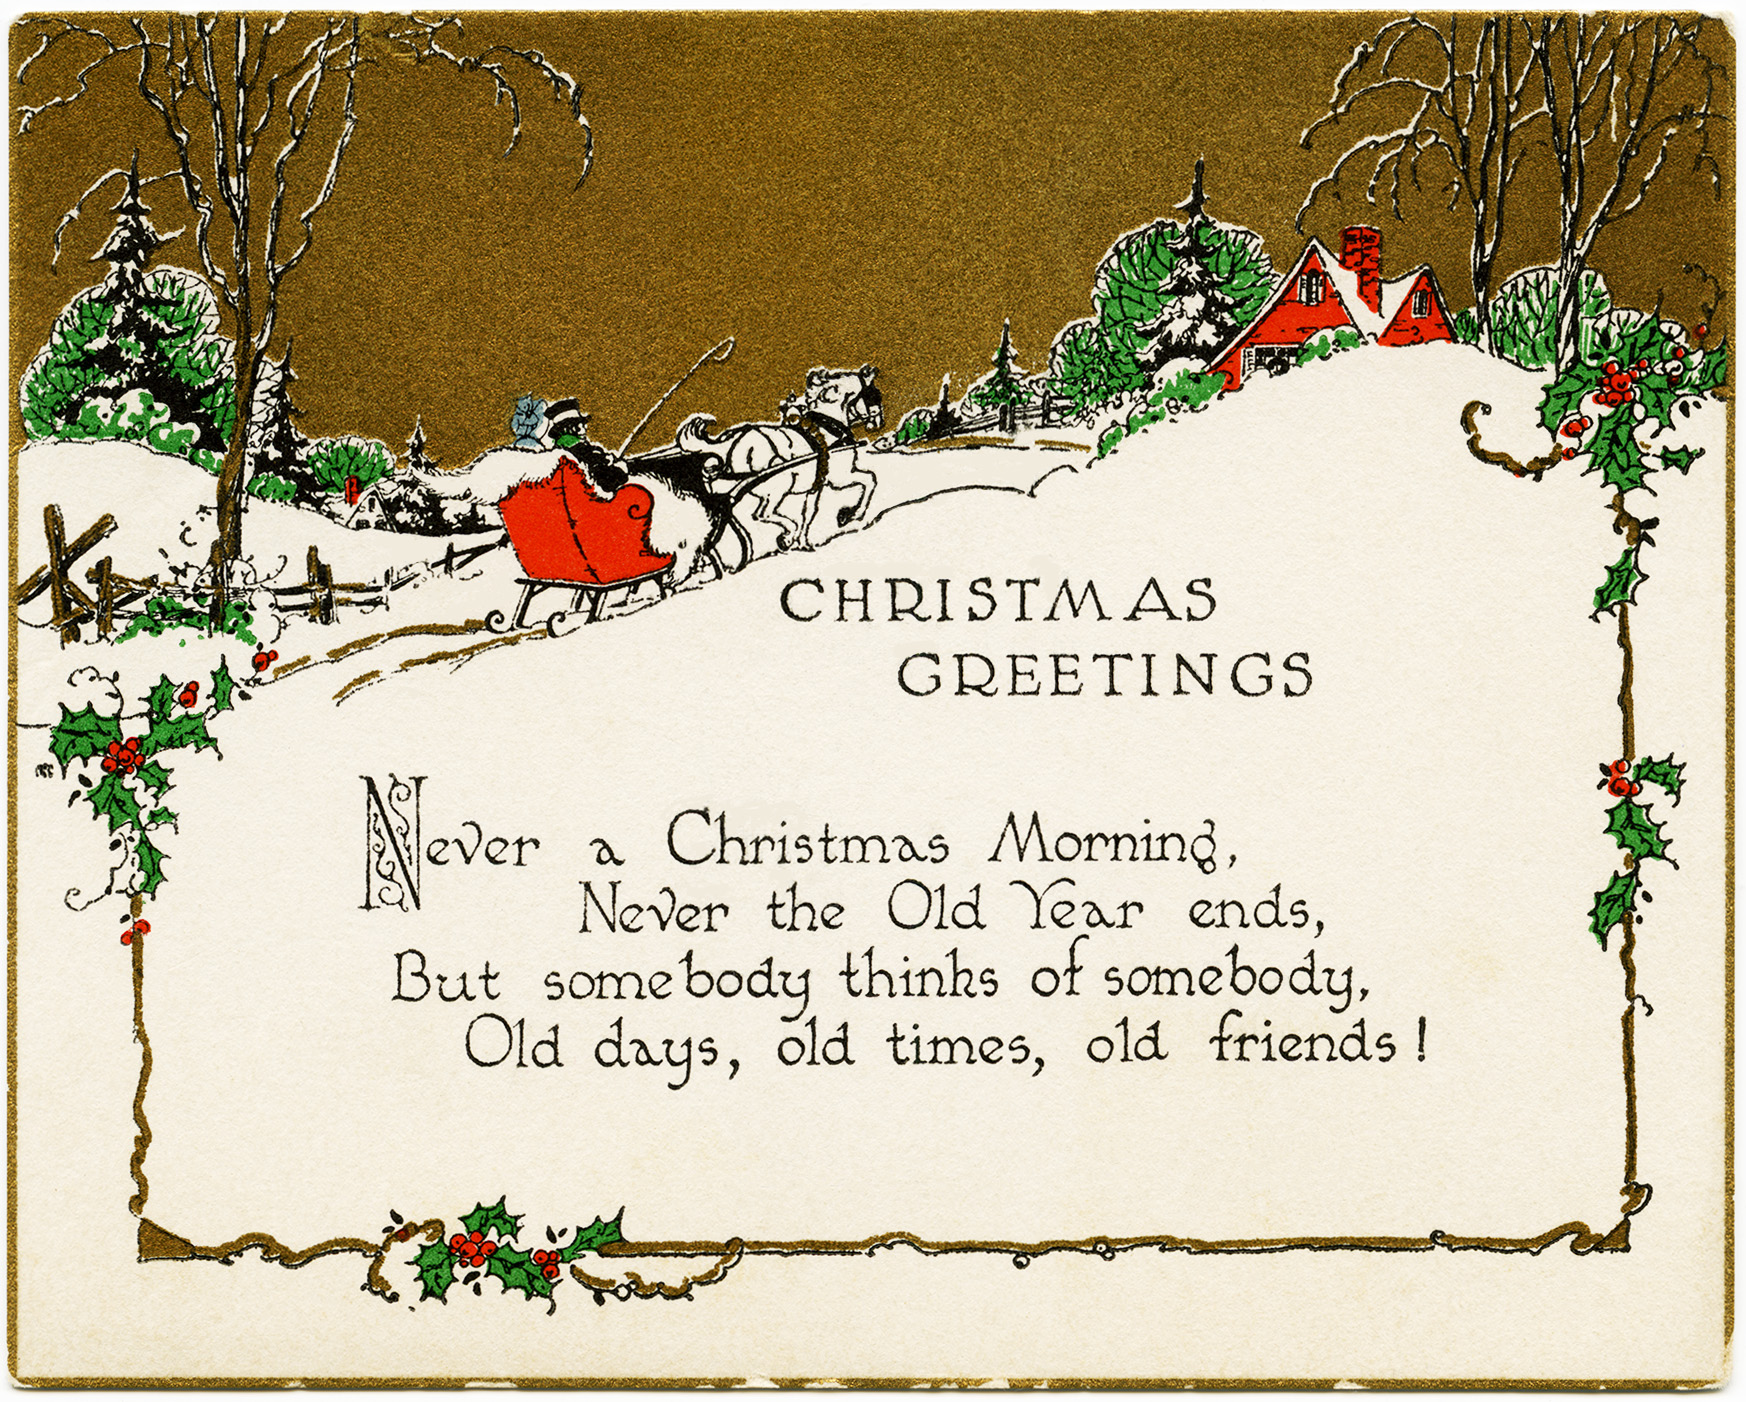 CHRISTMAS
GREETINGS
Never a Christmas Morning,
Never the Old Year ends,
But somebody thinks of somebody,
Old days, old times, old friends!